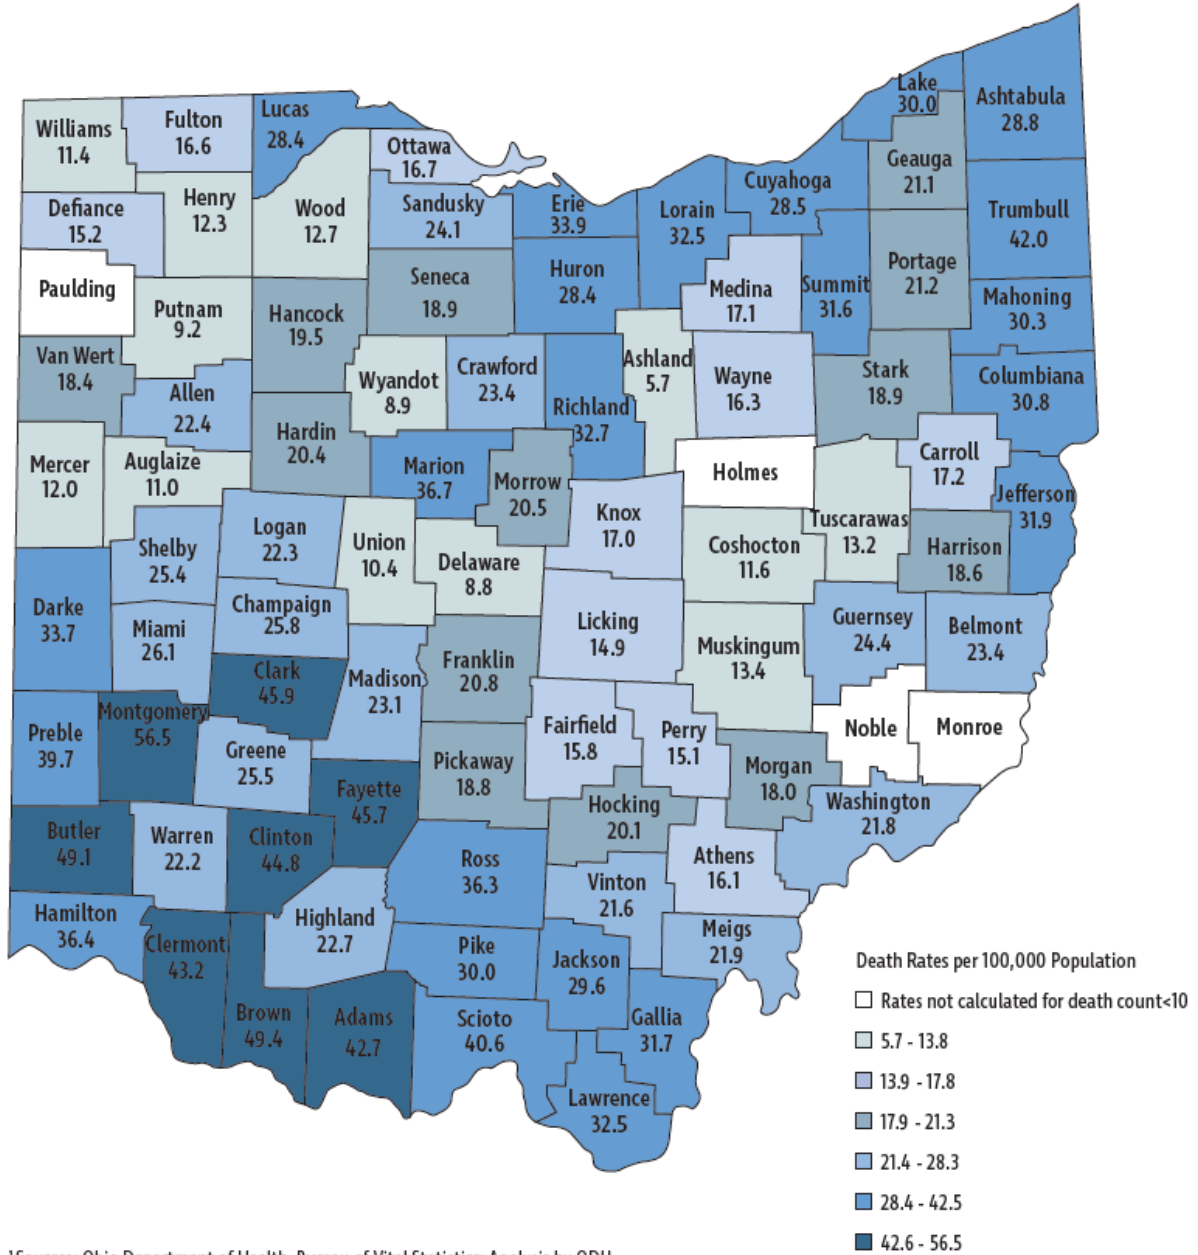 Lake
30.0
Ashtabula
28.8
Williams
11.4
Fulton
16.6
Lucas
28.4
Ottawa
16.7
Geauga
21.1
Cuyahoga
28.5
Defiance
15.2
Henry
12.3
Wood
12.7
Sandusky
24.1
Erie
33.9
Lorain
32.5
Trumbull
42.0
Paulding
Putnam
9.2
Hancock
19.5
Seneca
18.9
Huron
28.4
Medina
17.1
Summit
31.6
Portage
21.2
Mahoning
30.3
Van Wert
18.4
Allen
22.4
Wyandot
8.9
Crawford
23.4
Richland
32.7
Ashland
5.7
Wayne
16.3
Stark
18.9
Columbiana
30.8
Mercer
12.0
Auglaize
11.0
Hardin
20.4
Marion
36.7
Morrow
20.5
Holmes
Carroll
17.2
Jefferson
31.9
Shelby
25.4
Logan
22.3
Union
10.4
Delaware
8.8
Knox
17.0
Coshocton
11.6
Tuscarawas
13.2
Harrison
18.6
Darke
33.7
Miami
26.1
Champaign
25.8
Licking
14.9
Muskingum
13.4
Guernsey
24.4
Belmont
23.4
Clark
45.9
Madison
23.1
Franklin
20.8
Preble
39.7
Montgomery
56.5
Greene
25.5
Fayette
45.7
Pickaway
18.8
Fairfield
15.8
Perry
15.1
Morgan
18.0
Noble
Monroe
Hocking
20.1
Washington
21.8
Butler
49.1
Warren
22.2
Clinton
44.8
Ross
36.3
Athens
16.1
Vinton
21.6
Hamilton
36.4
Clermont
43.2
Highland
22.7
Pike
30.0
Jackson
29.6
Meigs
21.9
Brown
49.4
Adams
42.7
Scioto
40.6
Gallia
31.7
Lawrence
32.5
Death Rates per 100,000 Population
Rates not calculated for death count<10
5.7 - 13.8
13.9 - 17.8
17.9 - 21.3
21.4 - 28.3
28.4 - 42.5
42.6 - 56.5